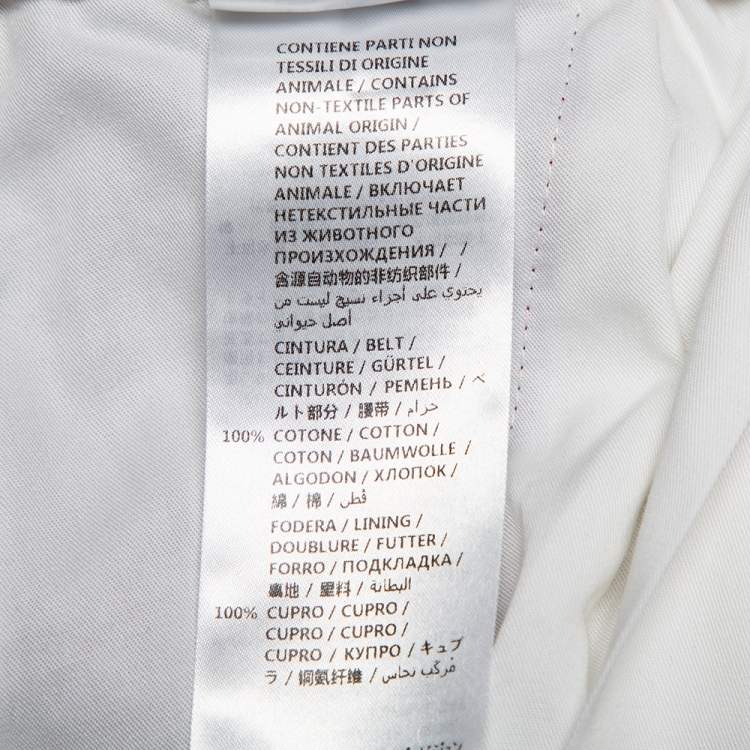 CONTIENE PARTI NON
TESSILI DI ORIGINE
ANIMALE / CONTAINS
NON-TEXTILE PARTS OF
ANIMAL ORIGIN /
CONTIENT DES PARTIES
NON TEXTILES D'ORIGINE
ANIMALE / ВКЛЮЧАЕТ
НЕТЕКСТИЛЬНЫЕ ЧАСТИ
ИЗ ЖИВОТНОГО
ПРОИЗХОЖДЕНИЯ / /
含源自动物的非纺织部件 /
يحتوي على أجزاء نسيج ليست من
أصل حيواني
CINTURA / BELT /
CEINTURE / GÜRTEL /
CINTURÓN / РЕМЕНЬ / ベ
ルト部分 / 腰带 / حزام /
100% COTONE / COTTON /
COTON / BAUMWOLLE /
ALGODON / ХЛОПОК /
綿 / 棉 / قطن
FODERA / LINING /
DOUBLURE / FUTTER /
FORRO / ПОДКЛАДКА /
裏地 / 里料 / البطانة
100% CUPRO / CUPRO /
CUPRO / CUPRO /
CUPRO / КУПРО / キュプ
ラ / 铜氨纤维 / مركب نحاس